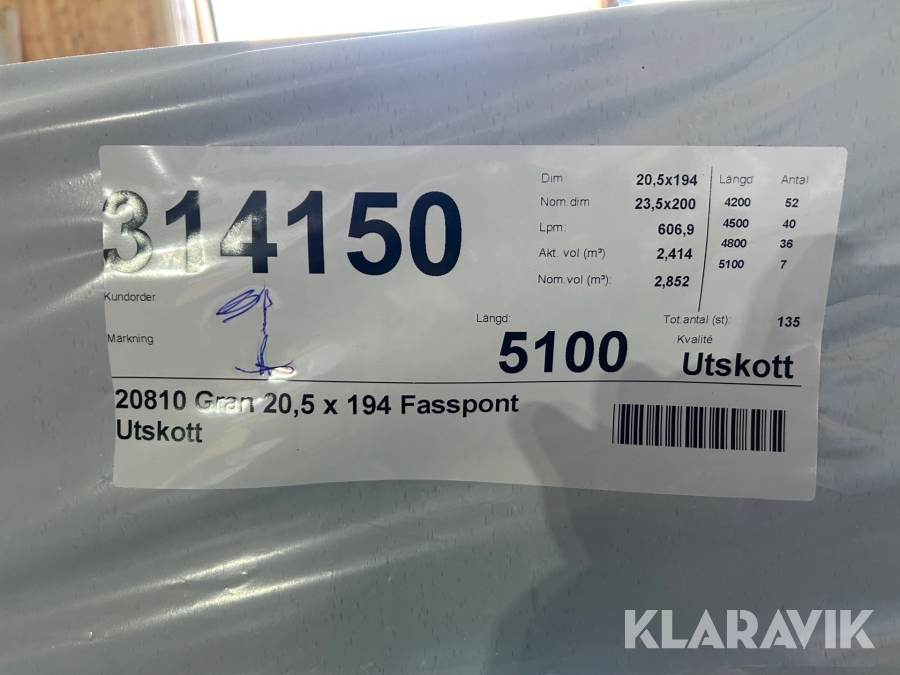 314150
Kundorder
Märkning
Dim 20,5x194
Nom.dim 23,5x200
Lpm: 606,9
Akt. vol (m³) 2,414
Nom.vol (m³): 2,852
Längd Antal
4200 52
4500 40
4800 36
5100 7
Tot.antal (st): 135
Längd:
5100
Kvalité
Utskott
20810 Gran 20,5 x 194 Fasspont
Utskott
KLARAVIK